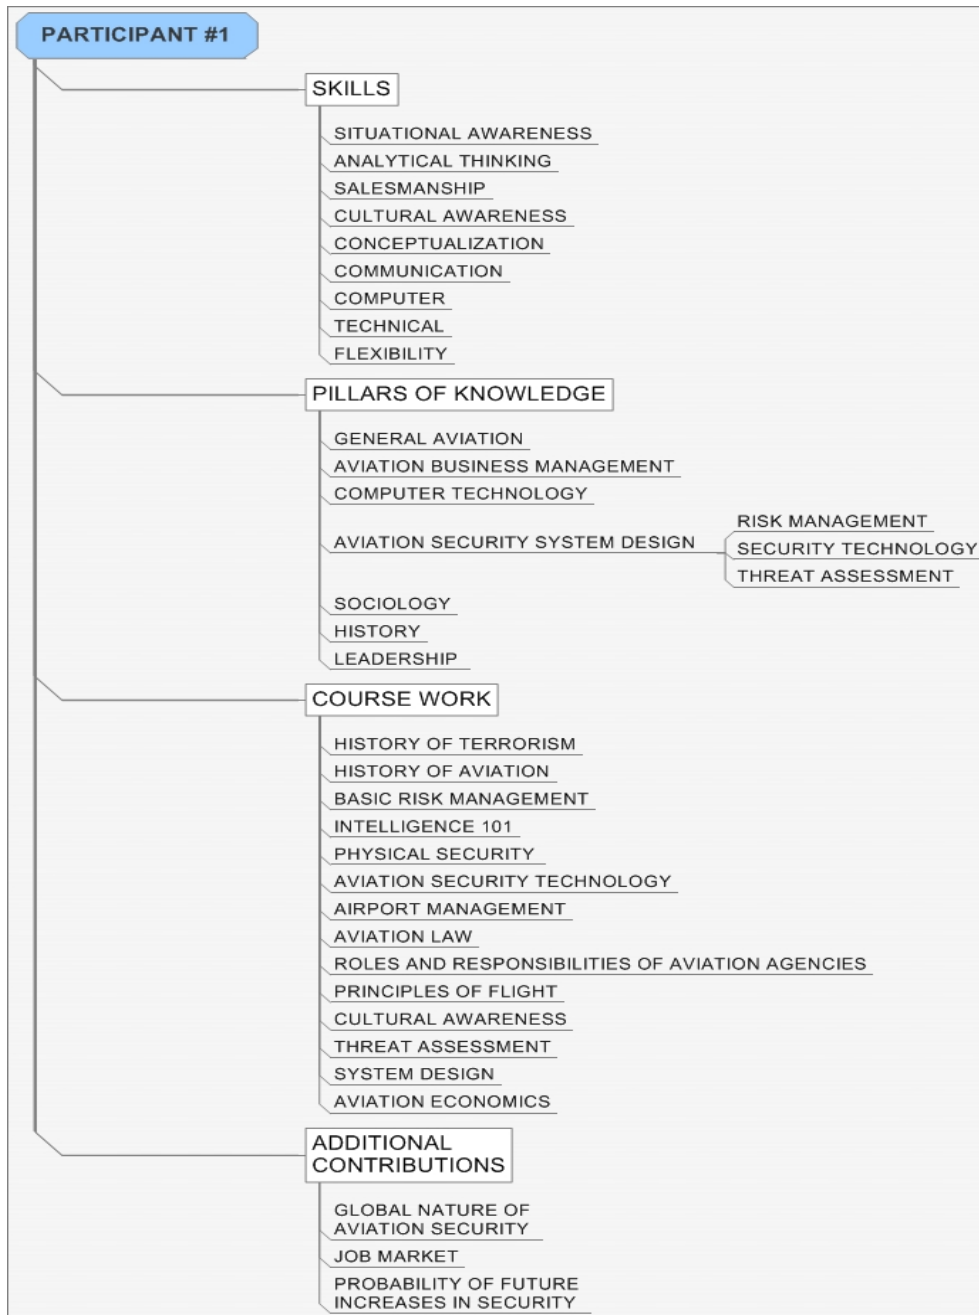 PARTICIPANT #1
SKILLS
SITUATIONAL AWARENESS
ANALYTICAL THINKING
SALESMANSHIP
CULTURAL AWARENESS
CONCEPTUALIZATION
COMMUNICATION
COMPUTER
TECHNICAL
FLEXIBILITY
PILLARS OF KNOWLEDGE
GENERAL AVIATION
AVIATION BUSINESS MANAGEMENT
COMPUTER TECHNOLOGY
AVIATION SECURITY SYSTEM DESIGN
RISK MANAGEMENT
SECURITY TECHNOLOGY
THREAT ASSESSMENT
SOCIOLOGY
HISTORY
LEADERSHIP
COURSE WORK
HISTORY OF TERRORISM
HISTORY OF AVIATION
BASIC RISK MANAGEMENT
INTELLIGENCE 101
PHYSICAL SECURITY
AVIATION SECURITY TECHNOLOGY
AIRPORT MANAGEMENT
AVIATION LAW
ROLES AND RESPONSIBILITIES OF AVIATION AGENCIES
PRINCIPLES OF FLIGHT
CULTURAL AWARENESS
THREAT ASSESSMENT
SYSTEM DESIGN
AVIATION ECONOMICS
ADDITIONAL
CONTRIBUTIONS
GLOBAL NATURE OF
AVIATION SECURITY
JOB MARKET
PROBABILITY OF FUTURE
INCREASES IN SECURITY